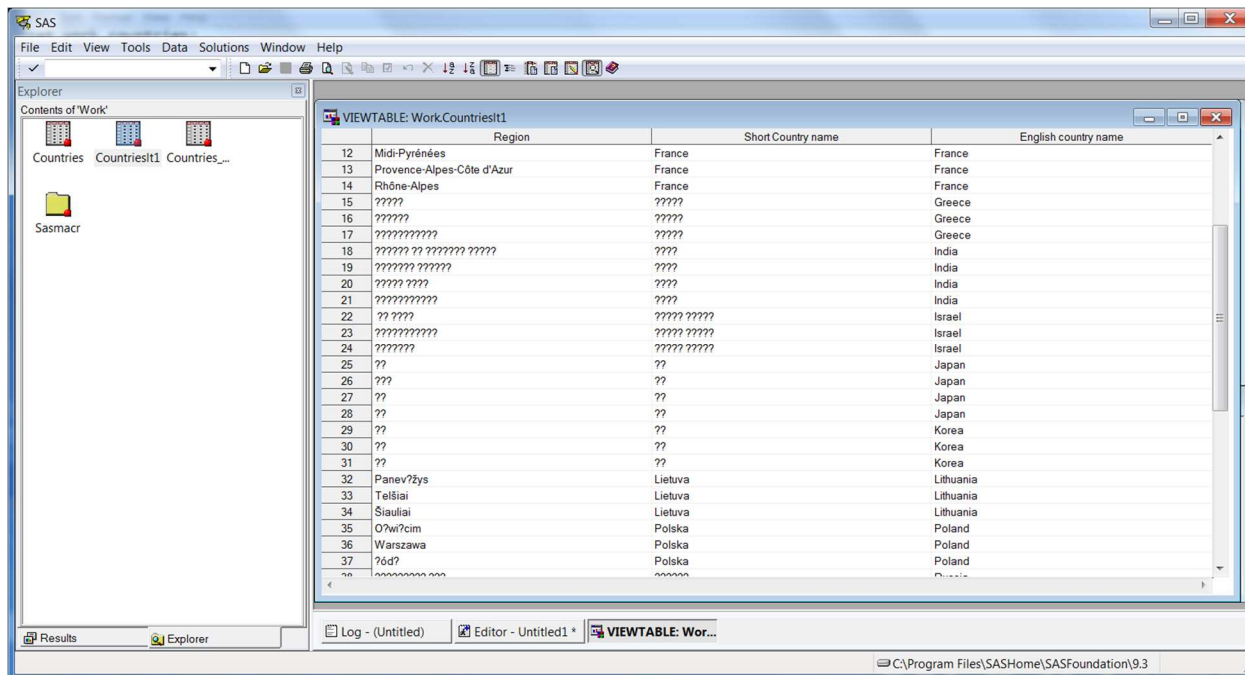 SAS
File Edit View Tools Data Solutions Window Help
Explorer
Contents of 'Work'
Countries CountriesIt1 Countries_...
Sasmacr
VIEWTABLE: Work.CountriesIt1
Region Short Country name English country name
12 Midi-Pyrénées France France
13 Provence-Alpes-Côte d'Azur France France
14 Rhône-Alpes France France
15 ????? ????? Greece
16 ?????? ????? Greece
17 ??????????? ????? Greece
18 ?????? ?? ??????? ????? ???? India
19 ??????? ?????? ???? India
20 ????? ???? ???? India
21 ??????????? ???? India
22 ?? ???? ????? ????? Israel
23 ??????????? ????? ????? Israel
24 ??????? ????? ????? Israel
25 ?? ?? Japan
26 ??? ?? Japan
27 ?? ?? Japan
28 ?? ?? Japan
29 ?? ?? Korea
30 ?? ?? Korea
31 ?? ?? Korea
32 Panev?žys Lietuva Lithuania
33 Telšiai Lietuva Lithuania
34 Šiauliai Lietuva Lithuania
35 O?wi?cim Polska Poland
36 Warszawa Polska Poland
37 ?ód? Polska Poland
38 ????????? ??? ?????? Russia
Results Explorer
Log - (Untitled) Editor - Untitled1 * VIEWTABLE: Wor...
C:\Program Files\SASHome\SASFoundation\9.3